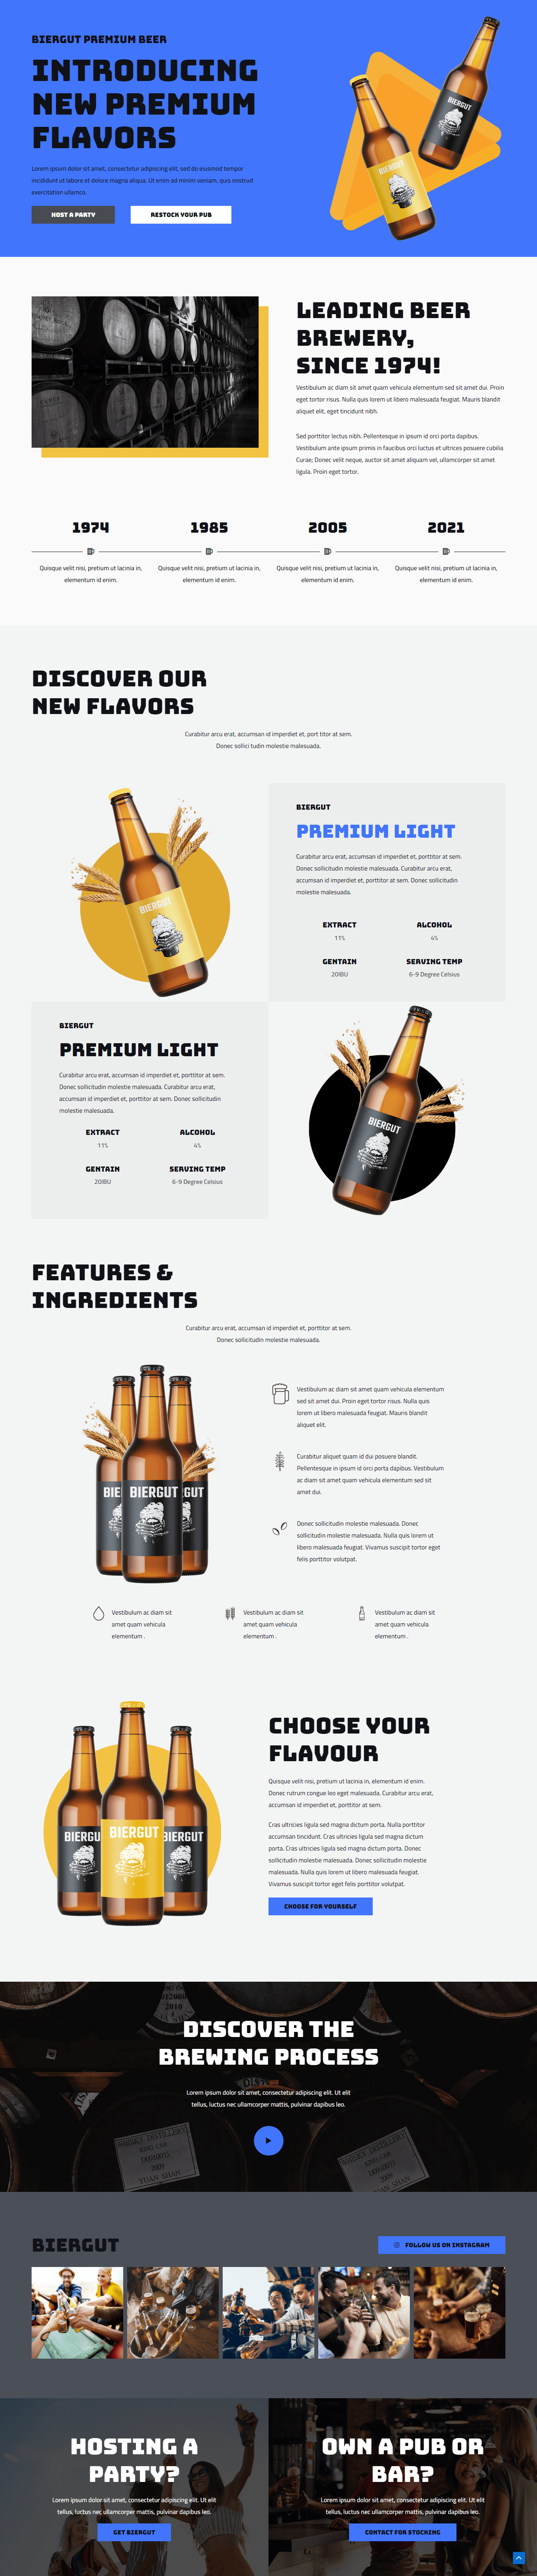 BIERGUT PREMIUM BEER
INTRODUCING
NEW PREMIUM
FLAVORS
Lorem ipsum dolor sit amet, consectetur adipiscing elit, sed do eiusmod tempor
incididunt ut labore et dolore magna aliqua. Ut enim ad minim veniam, quis nostrud
exercitation ullamco.
HOST A PARTY
RESTOCK YOUR PUB
BIERGUT
BIERGUT
LEADING BEER
BREWERY,
SINCE 1974!
Vestibulum ac diam sit amet quam vehicula elementum sed sit amet dui. Proin
eget tortor risus. Nulla quis lorem ut libero malesuada feugiat. Mauris blandit
aliquet elit, eget tincidunt nibh.
Sed porttitor lectus nibh. Pellentesque in ipsum id orci porta dapibus.
Vestibulum ante ipsum primis in faucibus orci luctus et ultrices posuere cubilia
Curae; Donec velit neque, auctor sit amet aliquam vel, ullamcorper sit amet
ligula. Proin eget tortor.
1974
1985
2005
2021
Quisque velit nisi, pretium ut lacinia in,
elementum id enim.
Quisque velit nisi, pretium ut lacinia in,
elementum id enim.
Quisque velit nisi, pretium ut lacinia in,
elementum id enim.
Quisque velit nisi, pretium ut lacinia in,
elementum id enim.
DISCOVER OUR
NEW FLAVORS
Curabitur arcu erat, accumsan id imperdiet et, port titor at sem.
Donec sollici tudin molestie malesuada.
BIERGUT
BIERGUT
PREMIUM LIGHT
Curabitur arcu erat, accumsan id imperdiet et, porttitor at sem.
Donec sollicitudin molestie malesuada. Curabitur arcu erat,
accumsan id imperdiet et, porttitor at sem. Donec sollicitudin
molestie malesuada.
EXTRACT
11%
ALCOHOL
4%
GENTAIN
20IBU
SERVING TEMP
6-9 Degree Celsius
BIERGUT
PREMIUM LIGHT
Curabitur arcu erat, accumsan id imperdiet et, porttitor at sem.
Donec sollicitudin molestie malesuada. Curabitur arcu erat,
accumsan id imperdiet et, porttitor at sem. Donec sollicitudin
molestie malesuada.
EXTRACT
11%
ALCOHOL
4%
GENTAIN
20IBU
SERVING TEMP
6-9 Degree Celsius
BIERGUT
FEATURES &
INGREDIENTS
Curabitur arcu erat, accumsan id imperdiet et, porttitor at sem.
Donec sollicitudin molestie malesuada.
BIERGUT
Vestibulum ac diam sit amet quam vehicula elementum
sed sit amet dui. Proin eget tortor risus. Nulla quis
lorem ut libero malesuada feugiat. Mauris blandit
aliquet elit.
Curabitur aliquet quam id dui posuere blandit.
Pellentesque in ipsum id orci porta dapibus. Vestibulum
ac diam sit amet quam vehicula elementum sed sit
amet dui.
Donec sollicitudin molestie malesuada. Donec
sollicitudin molestie malesuada. Nulla quis lorem ut
libero malesuada feugiat. Vivamus suscipit tortor eget
felis porttitor volutpat.
Vestibulum ac diam sit
amet quam vehicula
elementum .
Vestibulum ac diam sit
amet quam vehicula
elementum .
Vestibulum ac diam sit
amet quam vehicula
elementum .
BIERGU BIERGUT BIERGUT
CHOOSE YOUR
FLAVOUR
Quisque velit nisi, pretium ut lacinia in, elementum id enim.
Donec rutrum congue leo eget malesuada. Curabitur arcu erat,
accumsan id imperdiet et, porttitor at sem.
Cras ultricies ligula sed magna dictum porta. Nulla porttitor
accumsan tincidunt. Cras ultricies ligula sed magna dictum
porta. Cras ultricies ligula sed magna dictum porta. Donec
sollicitudin molestie malesuada. Donec sollicitudin molestie
malesuada. Nulla quis lorem ut libero malesuada feugiat.
Vivamus suscipit tortor eget felis porttitor volutpat.
CHOOSE FOR YOURSELF
DISCOVER THE
BREWING PROCESS
Lorem ipsum dolor sit amet, consectetur adipiscing elit. Ut elit
tellus, luctus nec ullamcorper mattis, pulvinar dapibus leo.
WHISKY DISTILLERY
KING CAR
2009
YUAN SHAN
BIERGUT
FOLLOW US ON INSTAGRAM
HOSTING A
PARTY?
Lorem ipsum dolor sit amet, consectetur adipiscing elit. Ut elit
tellus, luctus nec ullamcorper mattis, pulvinar dapibus leo.
GET BIERGUT
OWN A PUB OR
BAR?
Lorem ipsum dolor sit amet, consectetur adipiscing elit. Ut elit
tellus, luctus nec ullamcorper mattis, pulvinar dapibus leo.
CONTACT FOR STOCKING